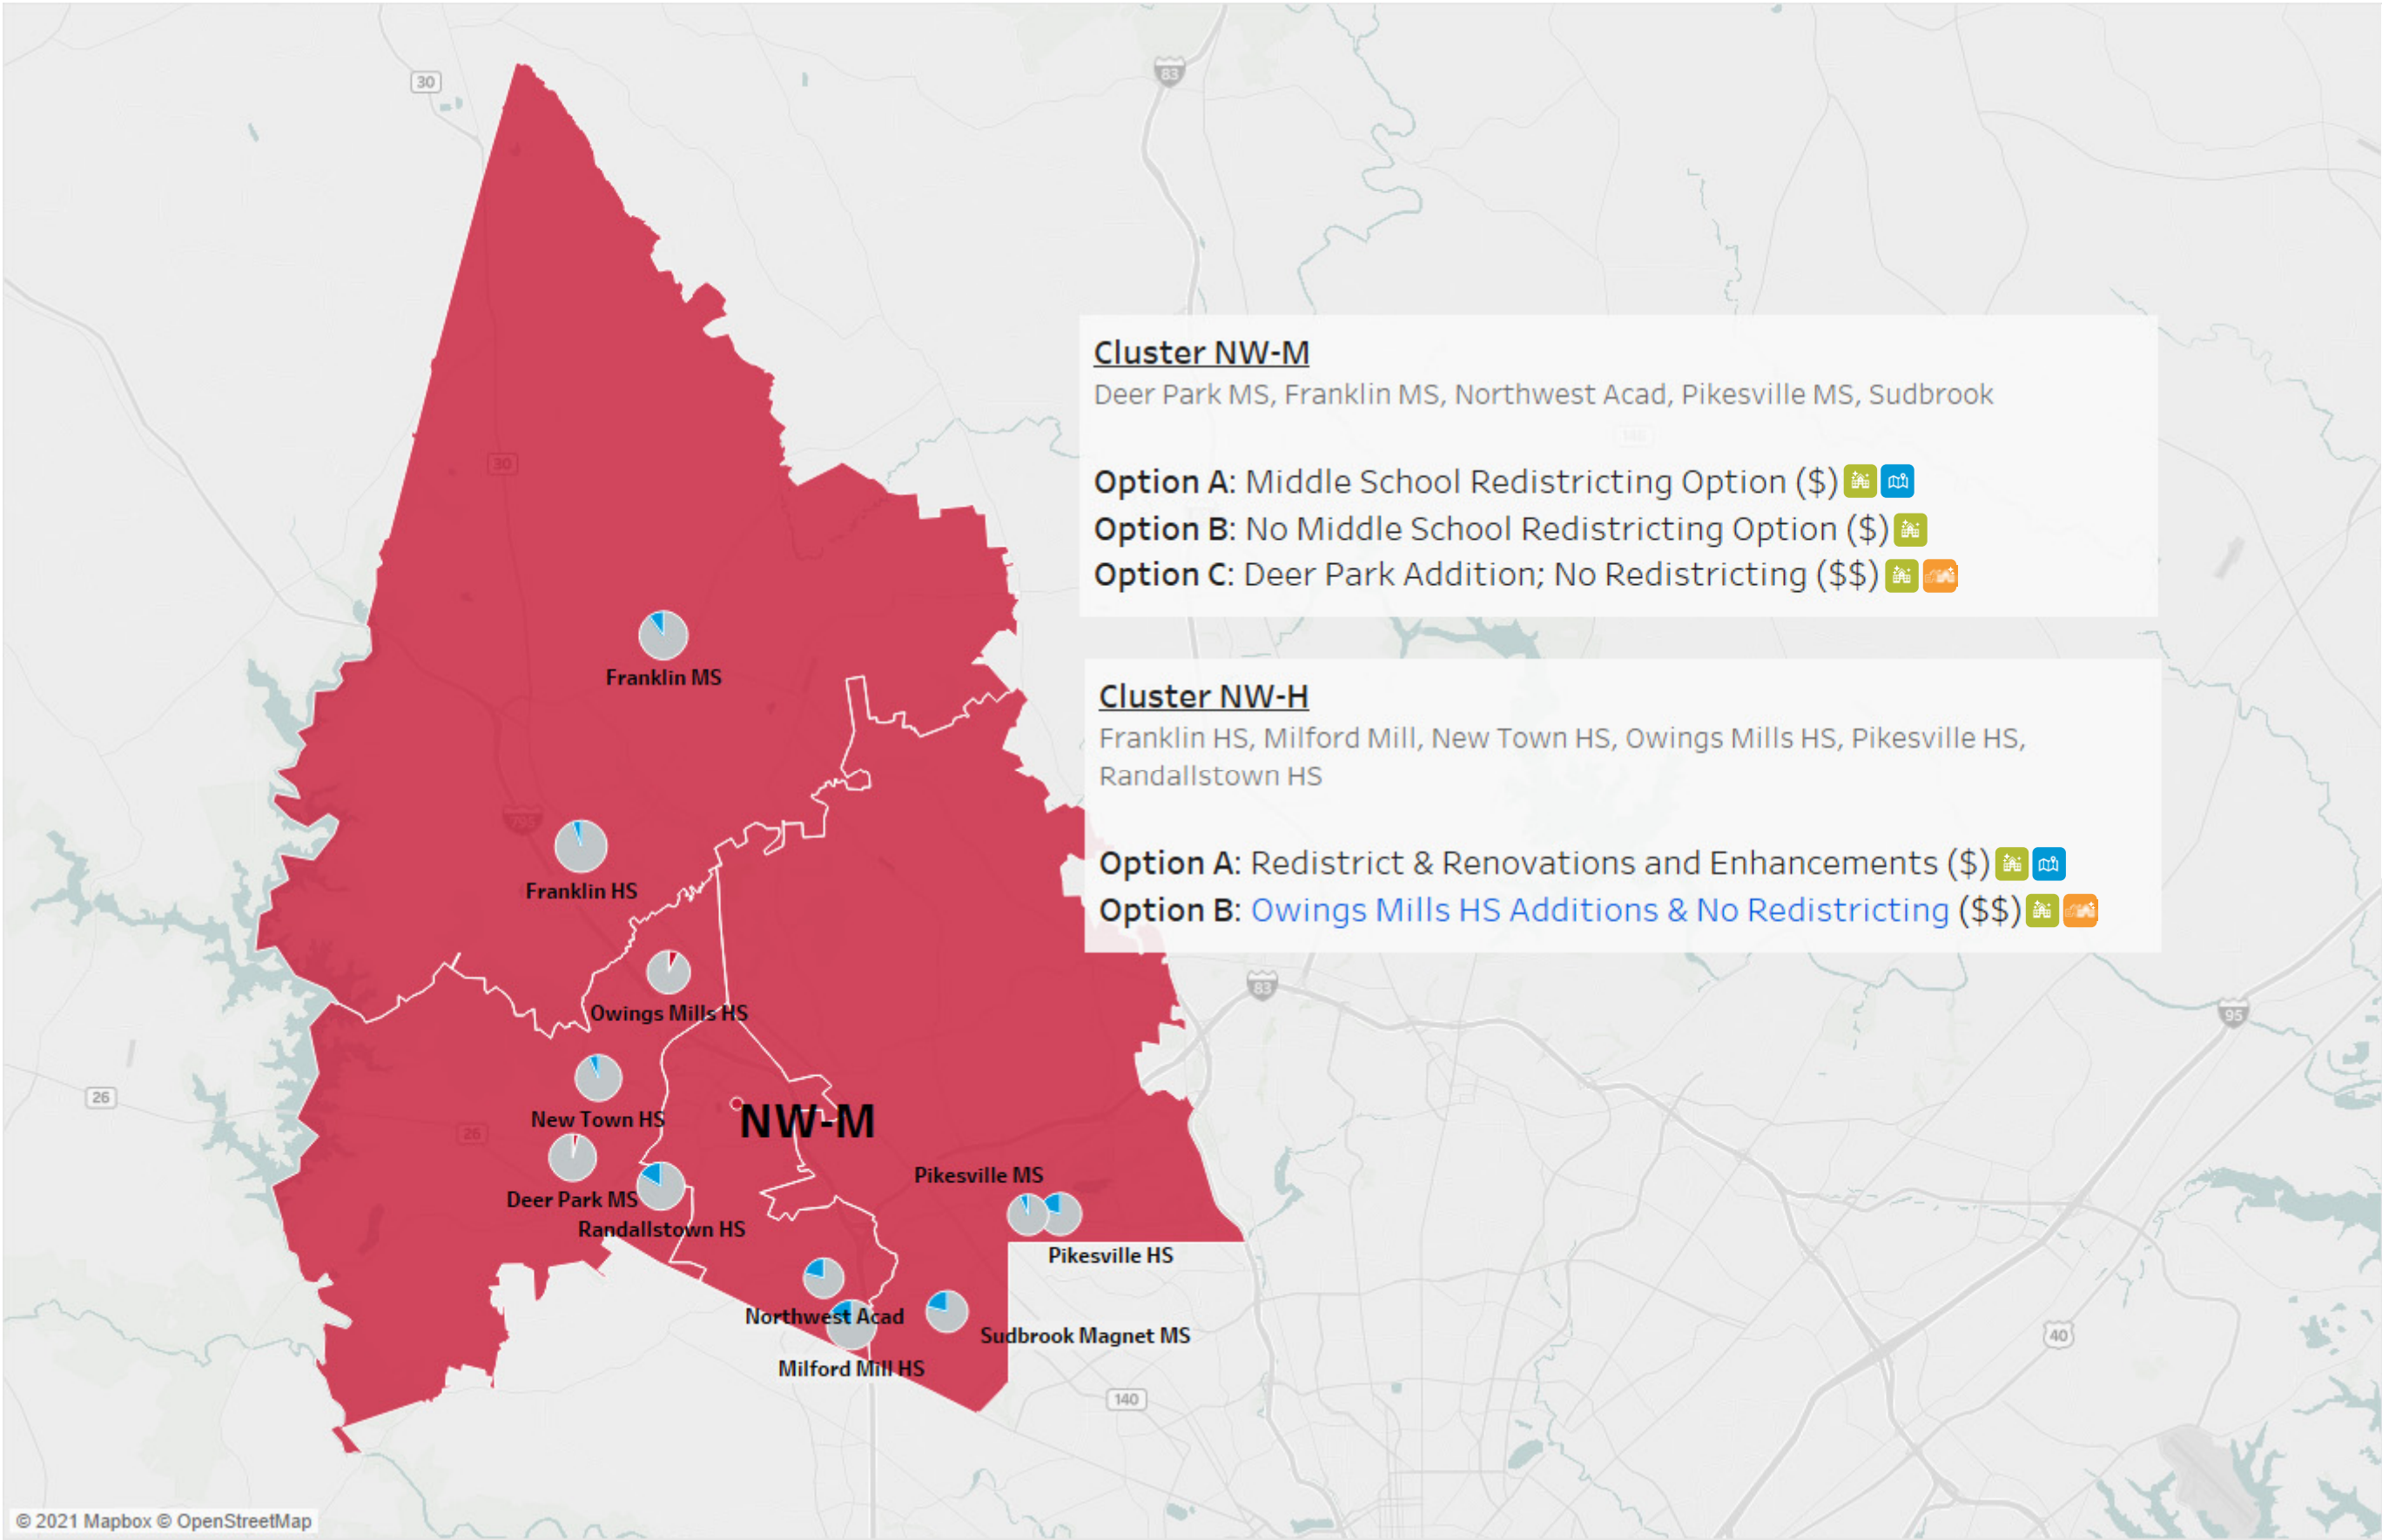 30
83
Cluster NW-M
Deer Park MS, Franklin MS, Northwest Acad, Pikesville MS, Sudbrook
30
Option A: Middle School Redistricting Option ($)
Option B: No Middle School Redistricting Option ($)
Option C: Deer Park Addition; No Redistricting ($$)
Franklin MS
Cluster NW-H
Franklin HS, Milford Mill, New Town HS, Owings Mills HS, Pikesville HS,
Randallstown HS
795
Option A: Redistrict & Renovations and Enhancements ($)
Option B: Owings Mills HS Additions & No Redistricting ($$)
Franklin HS
83
Owings Mills HS
95
26
New Town HS
NW-M
26
Pikesville MS
Deer Park MS
Randallstown HS
Pikesville HS
Northwest Acad
Sudbrook Magnet MS
40
Milford Mill HS
140
© 2021 Mapbox © OpenStreetMap